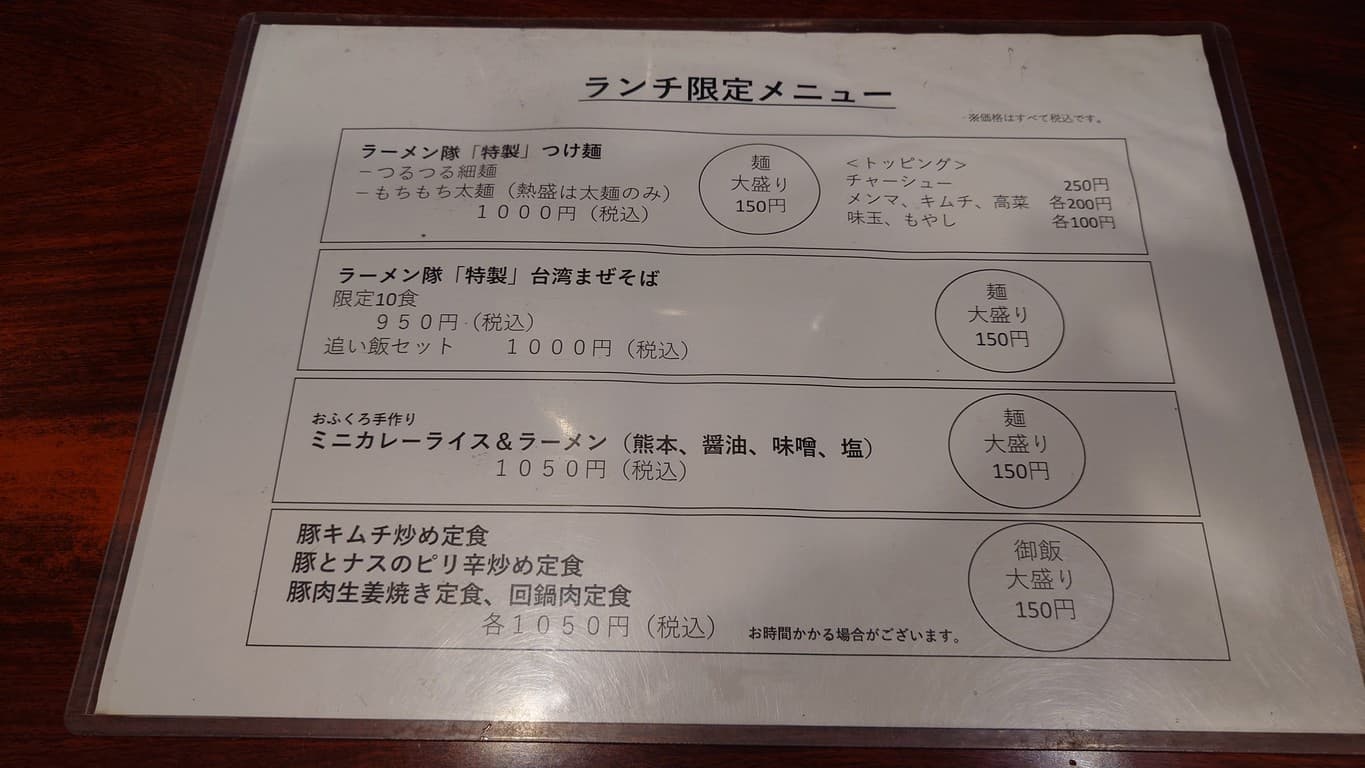 ランチ限定メニュー
※価格はすべて税込です。
ラーメン隊「特製」つけ麺
－つるつる細麺
－もちもち太麺（熱盛は太麺のみ）
１０００円（税込）
麺
大盛り
150円
＜トッピング＞
チャーシュー 250円
メンマ、キムチ、高菜 各200円
味玉、もやし 各100円
ラーメン隊「特製」台湾まぜそば
限定10食
９５０円（税込）
追い飯セット １０００円（税込）
麺
大盛り
150円
おふくろ手作り
ミニカレーライス＆ラーメン（熊本、醤油、味噌、塩）
１０５０円（税込）
麺
大盛り
150円
豚キムチ炒め定食
豚とナスのピリ辛炒め定食
豚肉生姜焼き定食、回鍋肉定食
各１０５０円（税込） お時間かかる場合がございます。
御飯
大盛り
150円